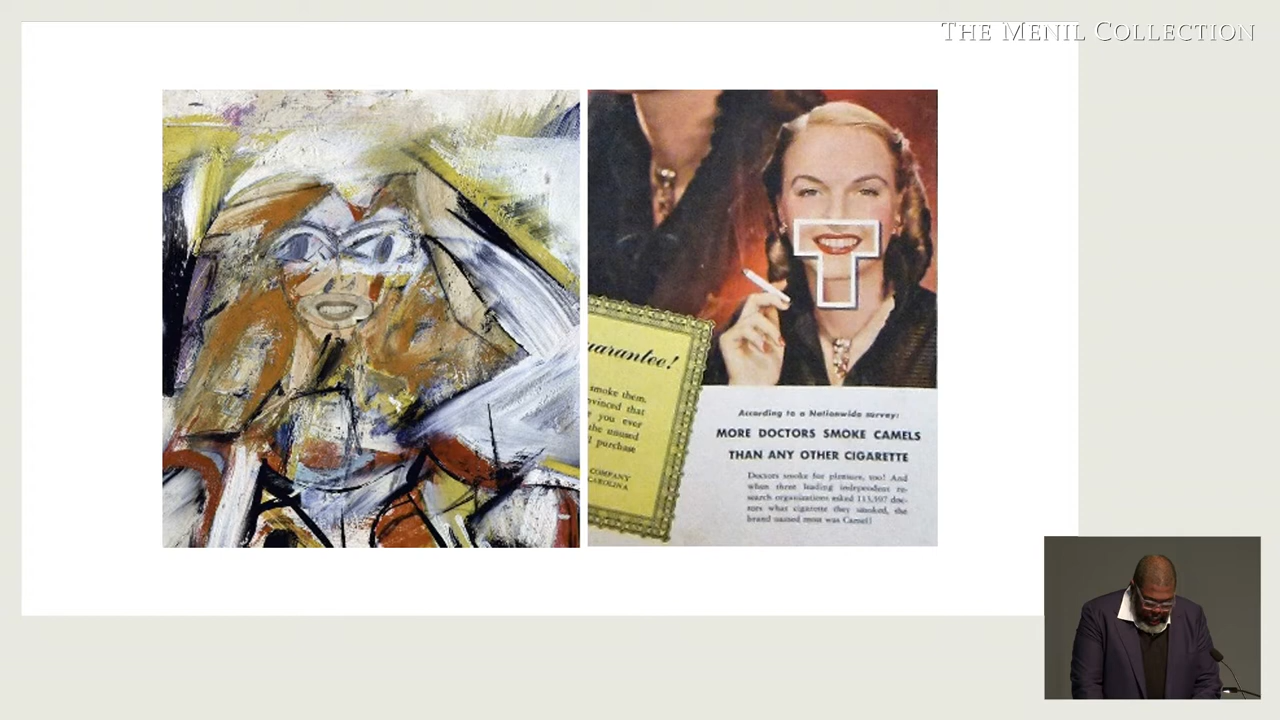 THE MENIL COLLECTION
T
uarantee!
smoke them,
vinced that
you ever
the unused
purchase
COMPANY
CAROLINA
According to a Nationwide survey:
MORE DOCTORS SMOKE CAMELS
THAN ANY OTHER CIGARETTE
Doctors smoke for pleasure, too! And
when three leading independent re-
search organizations asked 113,597 doc-
tors what cigarette they smoked, the
brand named most was Camel!